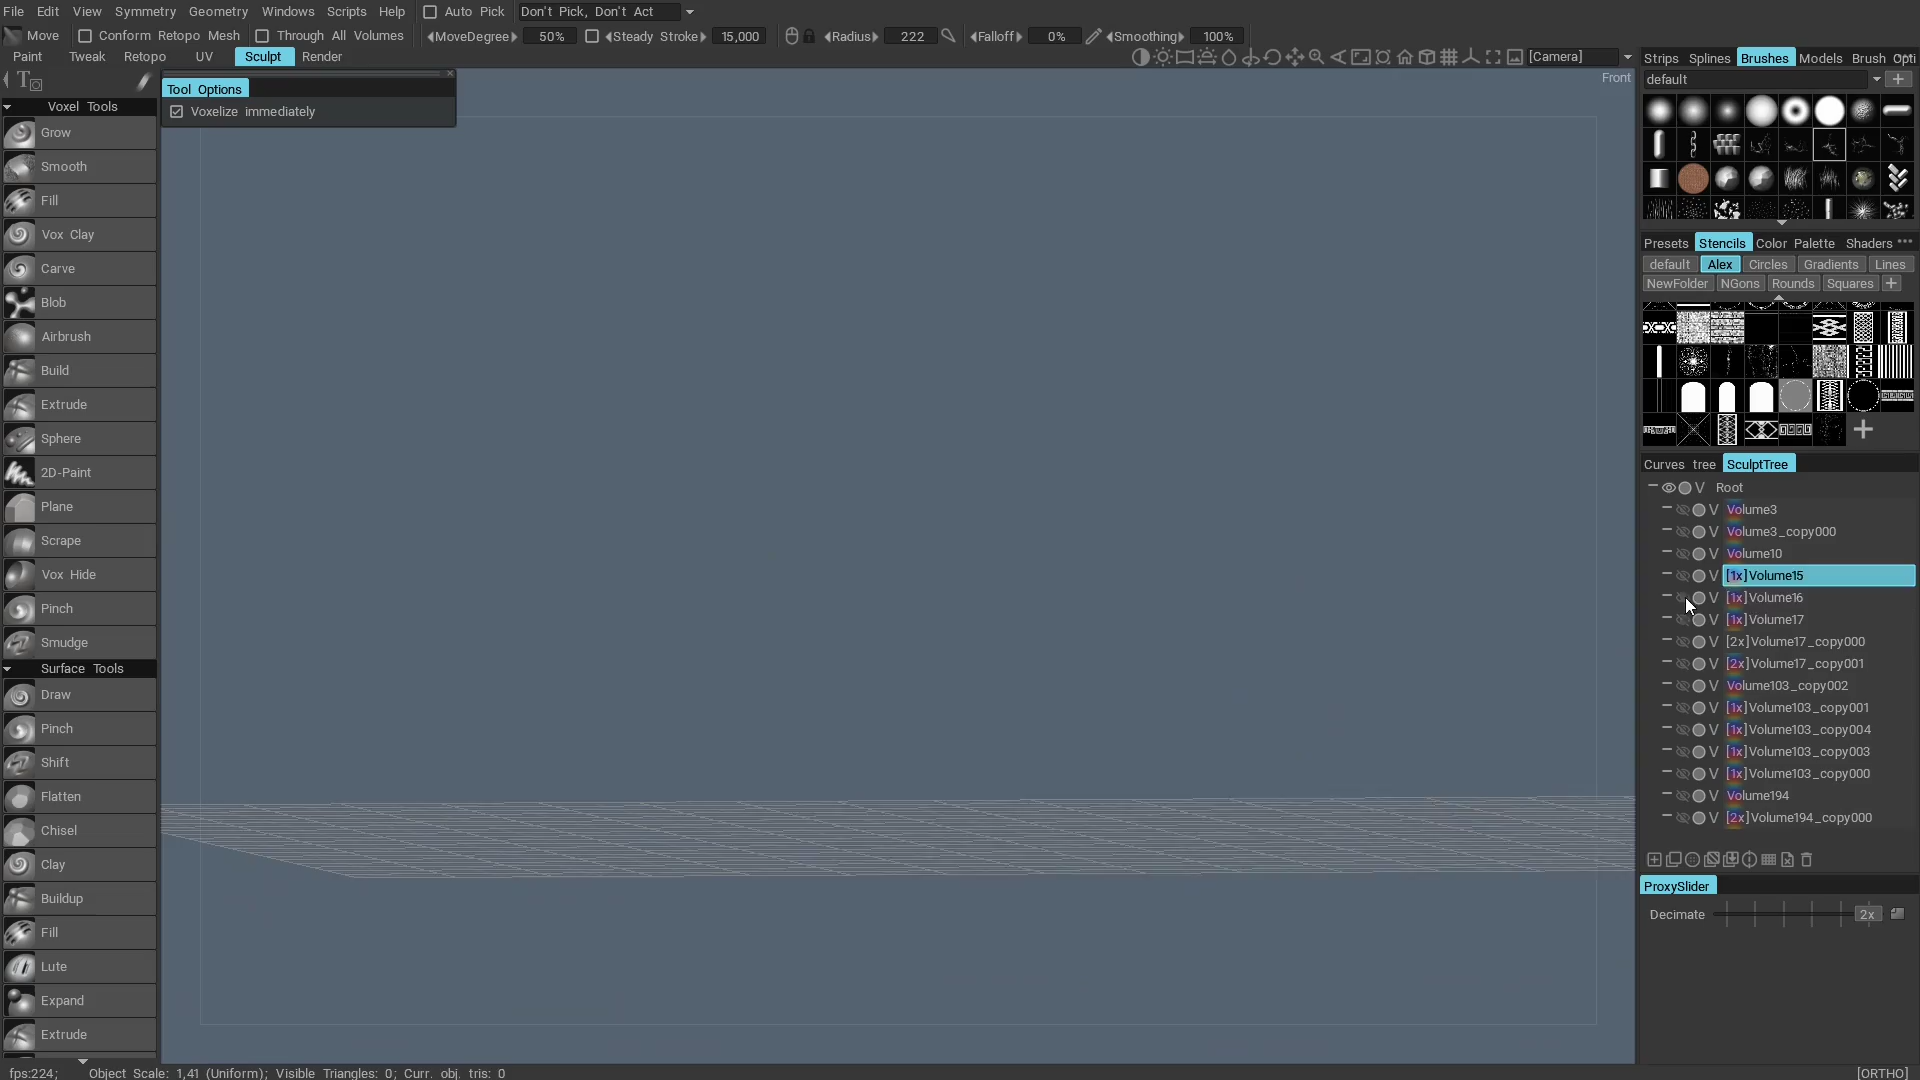 File Edit View Symmetry Geometry Windows Scripts Help Auto Pick Don't Pick, Don't Act
Move Conform Retopo Mesh Through All Volumes MoveDegree 50% Steady Stroke 15,000 Radius 222 Falloff 0% Smoothing 100%
Paint Tweak Retopo UV Sculpt Render [Camera]
Strips Splines Brushes Models Brush Opti
default
Front
Tool Options
Voxelize immediately
Voxel Tools
Grow
Smooth
Fill
Vox Clay
Carve
Blob
Airbrush
Build
Extrude
Sphere
2D-Paint
Plane
Scrape
Vox Hide
Pinch
Smudge
Surface Tools
Draw
Pinch
Shift
Flatten
Chisel
Clay
Buildup
Fill
Lute
Expand
Extrude
Presets Stencils Color Palette Shaders
default Alex Circles Gradients Lines
NewFolder NGons Rounds Squares
Curves tree SculptTree
V Root
V Volume3
V Volume3_copy000
V Volume10
V [1x]Volume15
V [1x]Volume16
V [1x]Volume17
V [2x]Volume17_copy000
V [2x]Volume17_copy001
V Volume103_copy002
V [1x]Volume103_copy001
V [1x]Volume103_copy004
V [1x]Volume103_copy003
V [1x]Volume103_copy000
V Volume194
V [2x]Volume194_copy000
ProxySlider
Decimate 2x
fps:224; Object Scale: 1,41 (Uniform); Visible Triangles: 0; Curr. obj. tris: 0 [ORTHO]